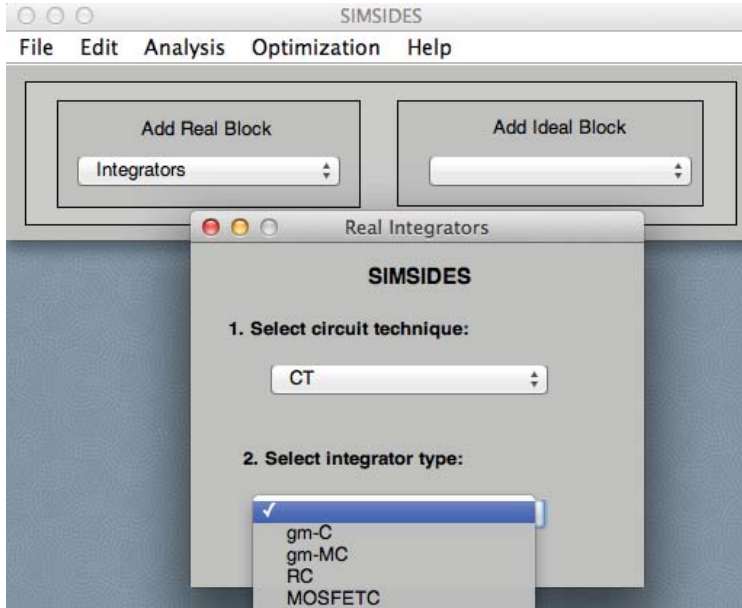 SIMSIDES
File Edit Analysis Optimization Help
Add Real Block
Add Ideal Block
Integrators
Real Integrators
SIMSIDES
1. Select circuit technique:
CT
2. Select integrator type:
gm-C
gm-MC
RC
MOSFETC